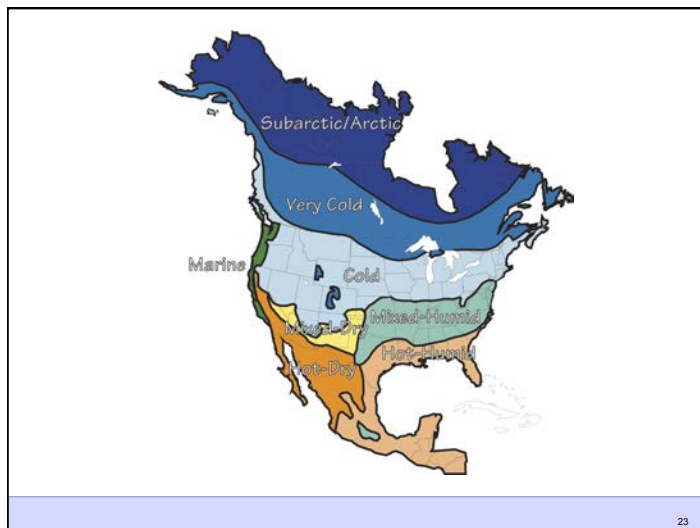 Subarctic/Arctic
Very Cold
Marine
Cold
Mixed-Humid
Mixed-Dry
Hot-Humid
Hot-Dry
23